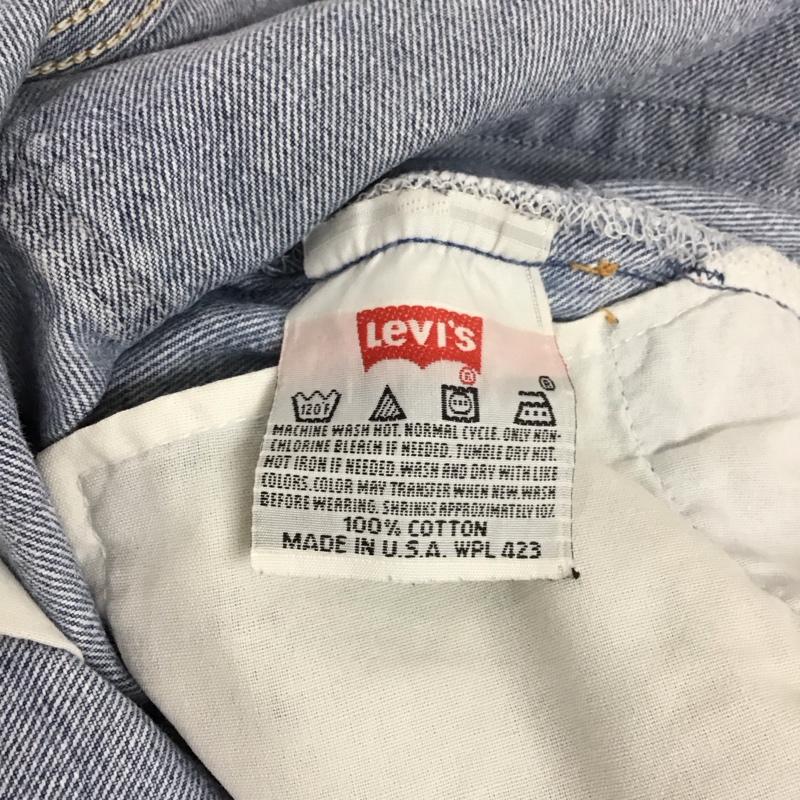 Levi's
®
®
120°F
MACHINE WASH HOT. NORMAL CYCLE. ONLY NON-
CHLORINE BLEACH IF NEEDED. TUMBLE DRY HOT.
HOT IRON IF NEEDED. WASH AND DRY WITH LIKE
COLORS. COLOR MAY TRANSFER WHEN NEW. WASH
BEFORE WEARING. SHRINKS APPROXIMATELY 10%.
100% COTTON
MADE IN U.S.A. WPL 423